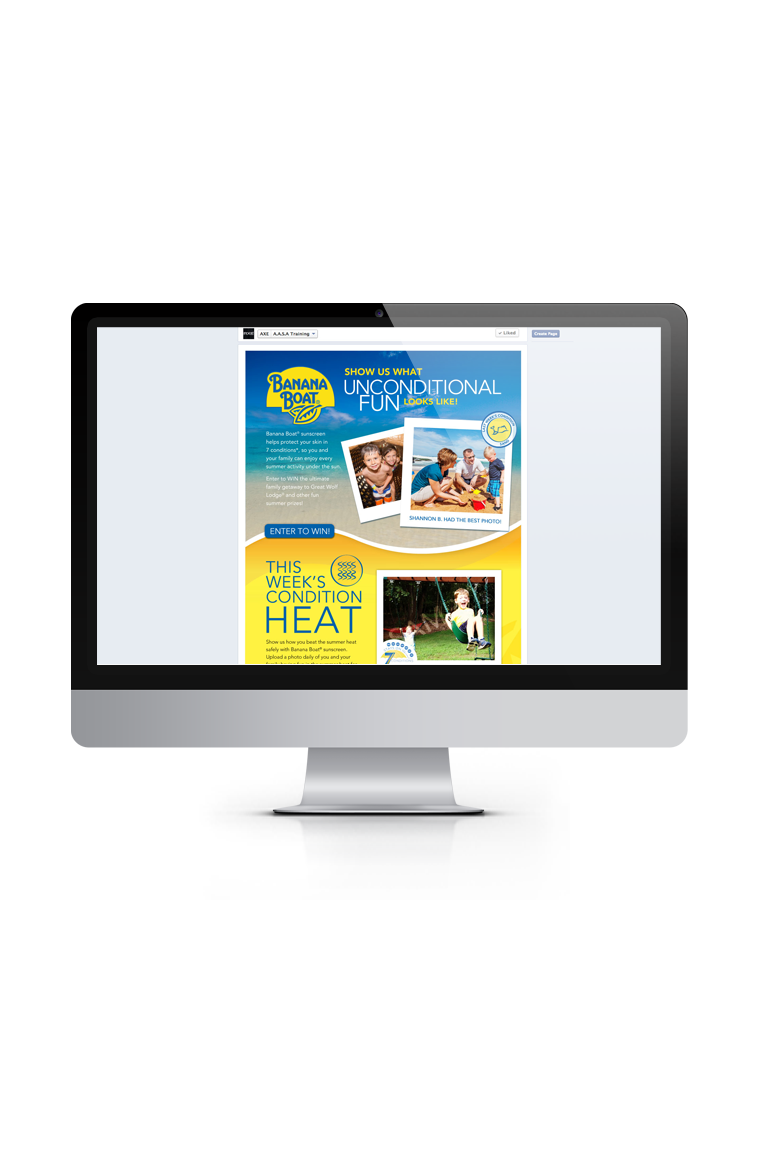 AXE - A.A.S.A Training
Liked
Create Page
BANANA
BOAT®
SHOW US WHAT
UNCONDITIONAL
FUN LOOKS LIKE!
Banana Boat® sunscreen
helps protect your skin in
7 conditions*, so you and
your family can enjoy every
summer activity under the sun.
Enter to WIN the ultimate
family getaway to Great Wolf
Lodge® and other fun
summer prizes!
SHANNON B. HAD THE BEST PHOTO!
ENTER TO WIN!
THIS
WEEK'S
CONDITION
HEAT
Show us how you beat the summer heat
safely with Banana Boat® sunscreen.
Upload a photo daily of you and your
7